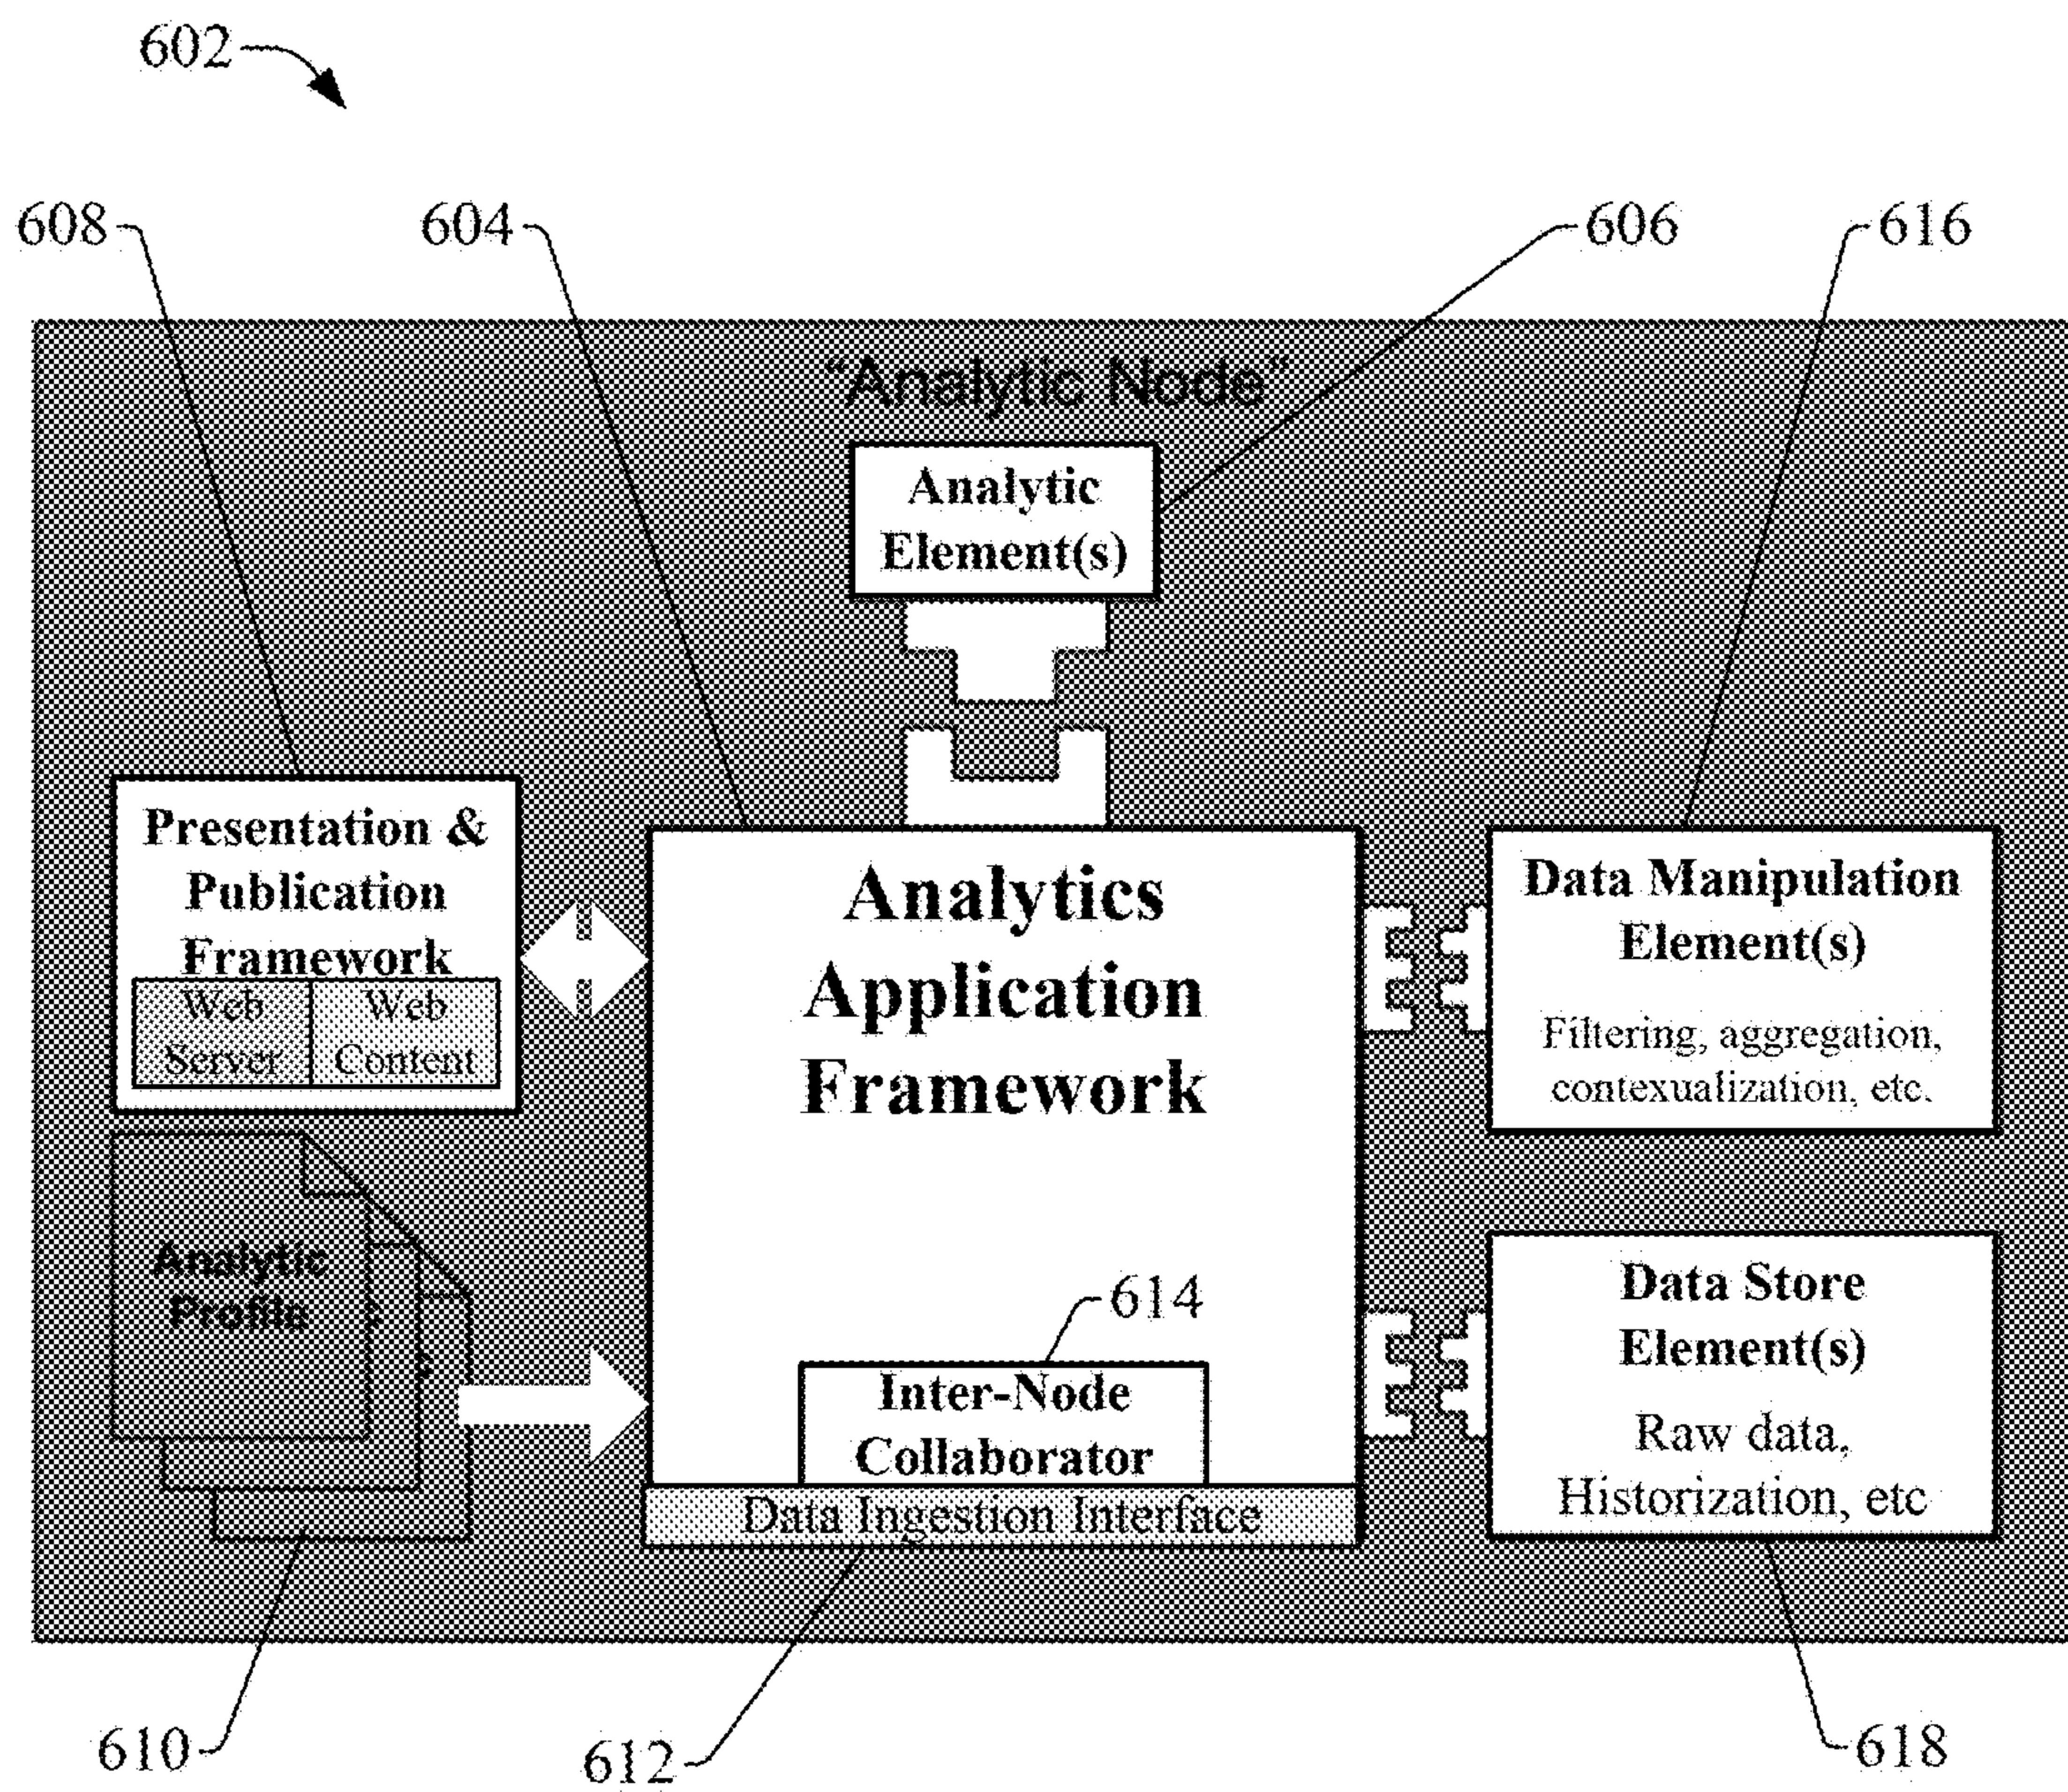 602
608
604
606
616
"Analytic Node"
Analytic
Element(s)
Presentation &
Publication
Framework
Web
Server
Web
Content
Analytics
Application
Framework
Data Manipulation
Element(s)
Filtering, aggregation,
contexualization, etc.
Analytic
Profile
614
Inter-Node
Collaborator
Data Ingestion Interface
Data Store
Element(s)
Raw data,
Historization, etc
610
612
618